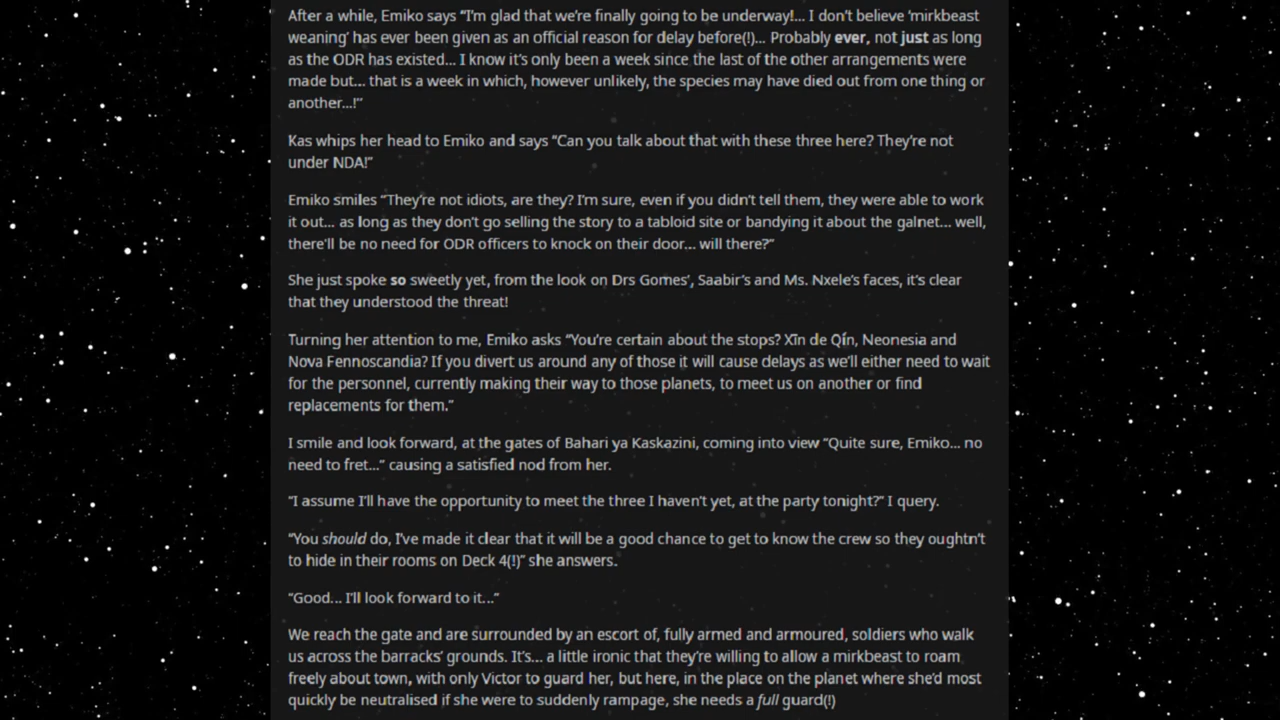 After a while, Emiko says “I’m glad that we’re finally going to be underway!... I don’t believe ‘mirkbeast
weaning’ has ever been given as an official reason for delay before(!)... Probably ever, not just as long
as the ODR has existed... I know it’s only been a week since the last of the other arrangements were
made but... that is a week in which, however unlikely, the species may have died out from one thing or
another...!”
Kas whips her head to Emiko and says “Can you talk about that with these three here? They’re not
under NDA!”
Emiko smiles “They’re not idiots, are they? I’m sure, even if you didn’t tell them, they were able to work
it out... as long as they don’t go selling the story to a tabloid site or bandying it about the galnet... well,
there’ll be no need for ODR officers to knock on their door... will there?”
She just spoke so sweetly yet, from the look on Drs Gomes’, Saabir’s and Ms. Nxele’s faces, it’s clear
that they understood the threat!
Turning her attention to me, Emiko asks “You’re certain about the stops? Xīn de Qín, Neonesia and
Nova Fennoscandia? If you divert us around any of those it will cause delays as we’ll either need to wait
for the personnel, currently making their way to those planets, to meet us on another or find
replacements for them.”
I smile and look forward, at the gates of Bahari ya Kaskazini, coming into view “Quite sure, Emiko... no
need to fret...” causing a satisfied nod from her.
“I assume I’ll have the opportunity to meet the three I haven’t yet, at the party tonight?” I query.
“You should do, I’ve made it clear that it will be a good chance to get to know the crew so they oughtn’t
to hide in their rooms on Deck 4(!)” she answers.
“Good... I’ll look forward to it...”
We reach the gate and are surrounded by an escort of, fully armed and armoured, soldiers who walk
us across the barracks’ grounds. It’s... a little ironic that they’re willing to allow a mirkbeast to roam
freely about town, with only Victor to guard her, but here, in the place on the planet where she’d most
quickly be neutralised if she were to suddenly rampage, she needs a full guard(!)